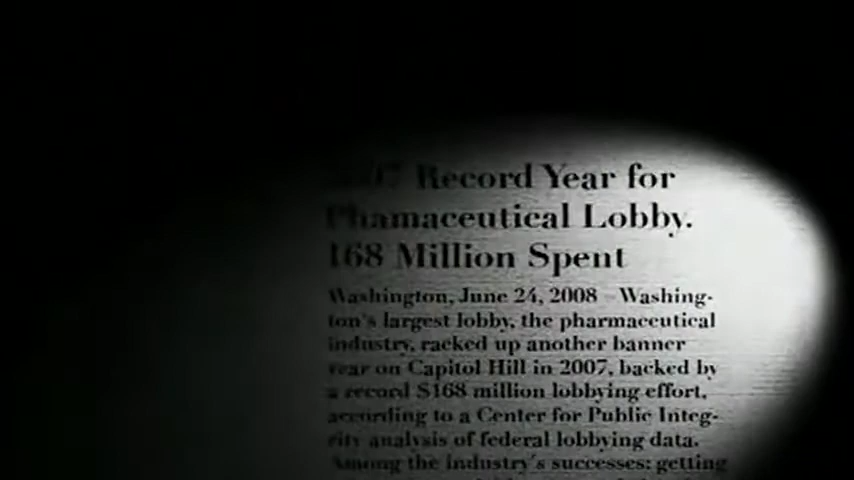 2007 Record Year for
Phamaceutical Lobby.
168 Million Spent
Washington, June 24, 2008 – Washing-
ton's largest lobby, the pharmaceutical
industry, racked up another banner
year on Capitol Hill in 2007, backed by
a record $168 million lobbying effort,
according to a Center for Public Integ-
rity analysis of federal lobbying data.
Among the industry's successes: getting